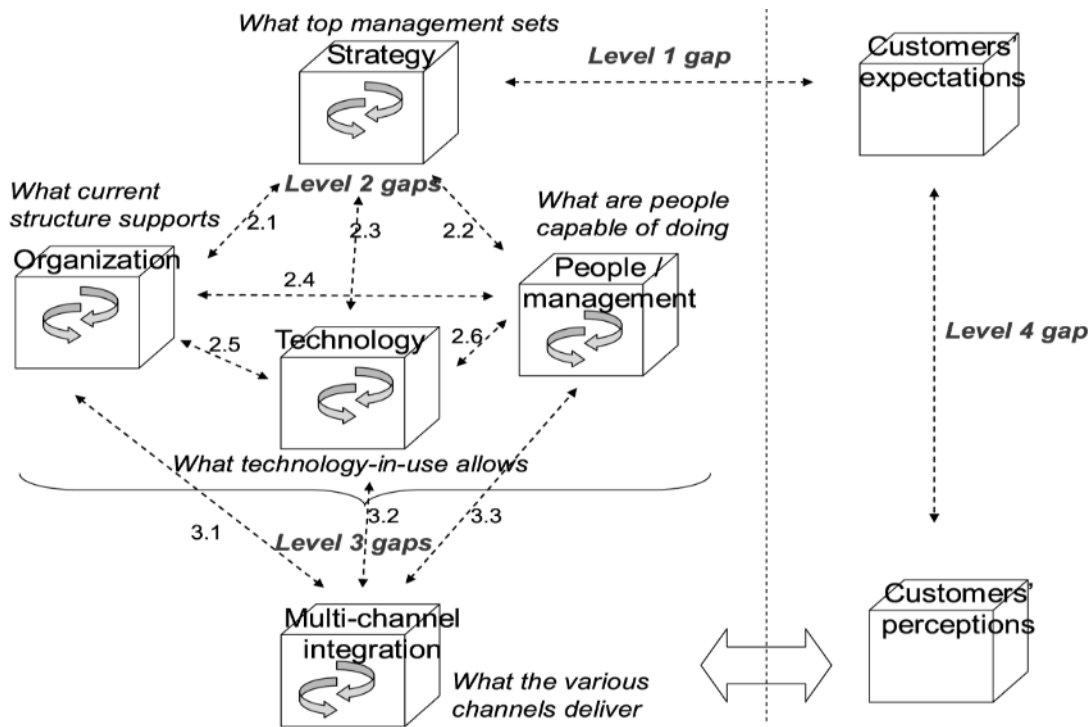 What top management sets
Strategy
Level 1 gap
Customers'
expectations
What current
structure supports
Level 2 gaps
What are people
capable of doing
2.1
2.3
2.2
Organization
People /
management
2.4
Technology
2.5
2.6
Level 4 gap
What technology-in-use allows
3.1
3.2
3.3
Level 3 gaps
Multi-channel
integration
Customers'
perceptions
What the various
channels deliver